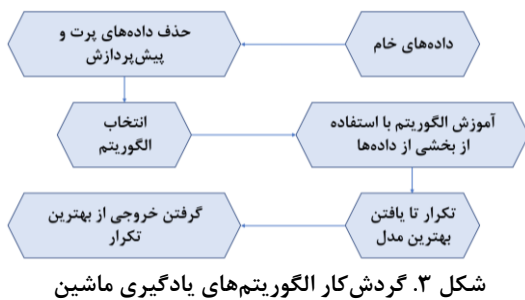 داده‌های خام
حذف داده‌های پرت و
پیش‌پردازش
انتخاب
الگوریتم
آموزش الگوریتم با استفاده
از بخشی از داده‌ها
تکرار تا یافتن
بهترین مدل
گرفتن خروجی از بهترین
تکرار
شکل ۳. گردش‌کار الگوریتم‌های یادگیری ماشین